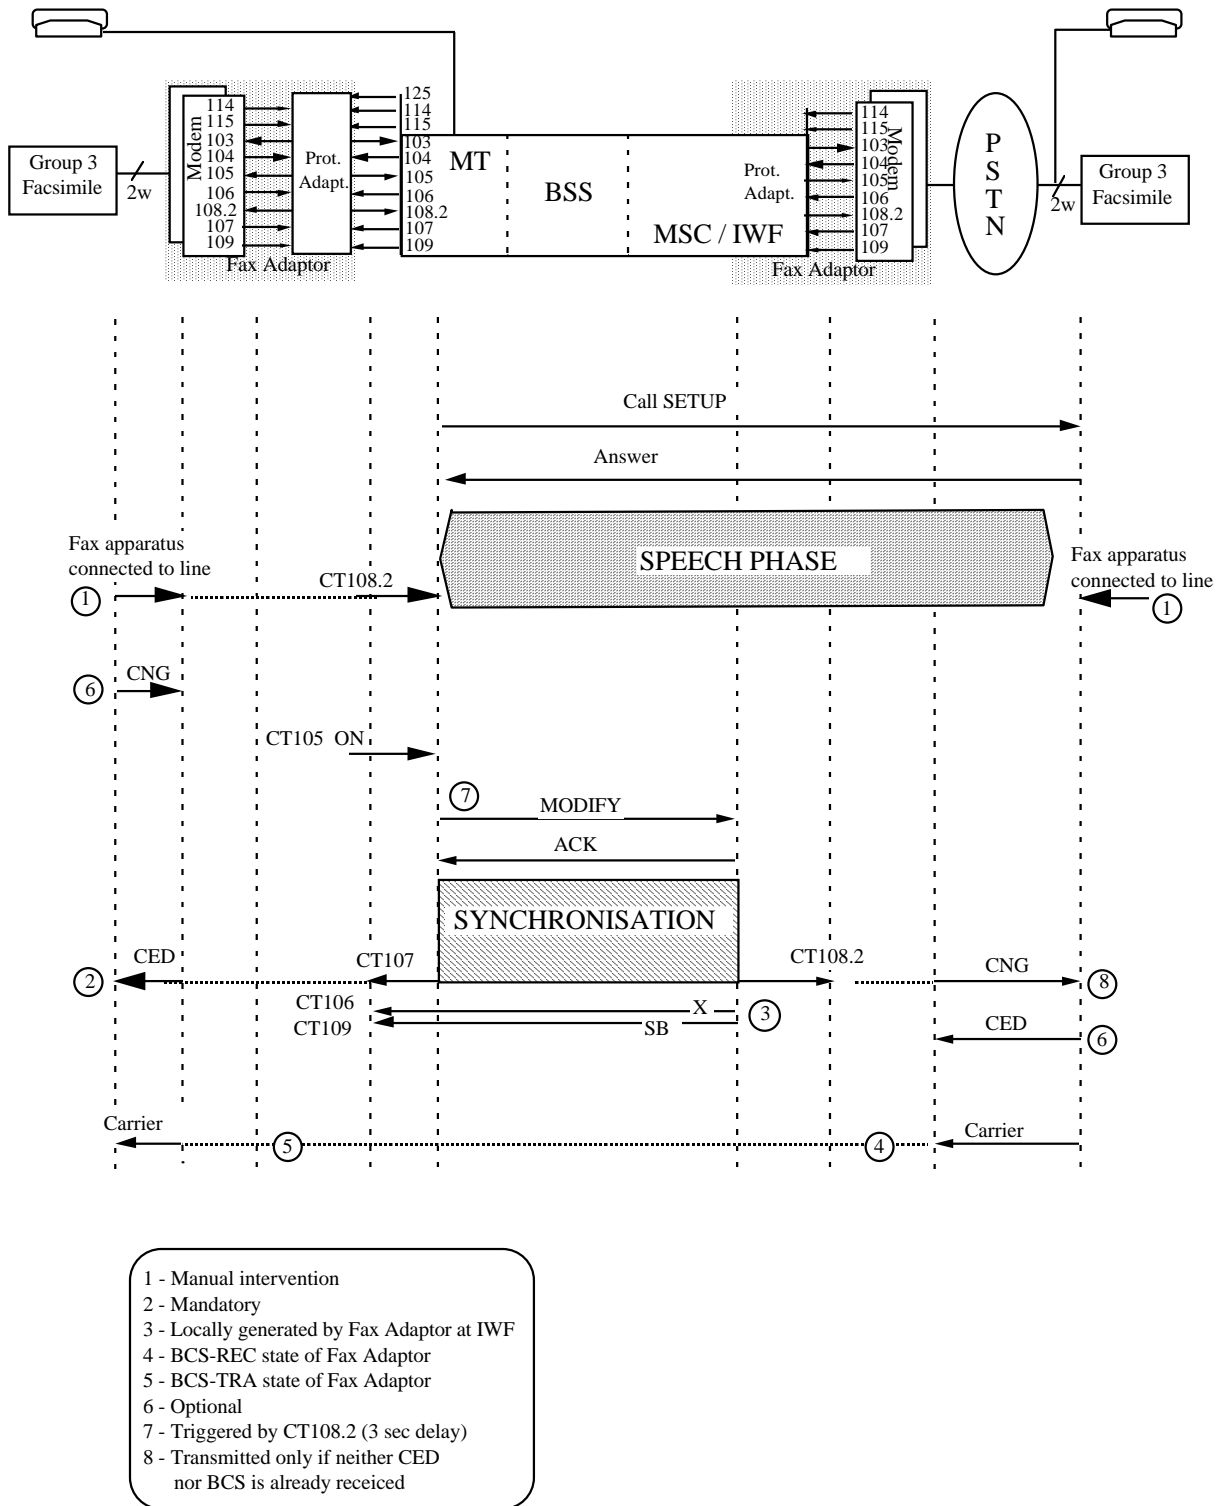 125
114
115
103
104
105
106
108.2
107
109
Modem
114
115
103
104
105
106
108.2
107
109
Group 3
Facsimile
2w
Prot.
Adapt.
MT
BSS
MSC / IWF
Prot.
Adapt.
114
115
103
104
105
106
108.2
107
109
Modem
P
S
T
N
2w
Group 3
Facsimile
Fax Adaptor
Fax Adaptor
Call SETUP
Answer
SPEECH PHASE
Fax apparatus
connected to line
1
CT108.2
Fax apparatus
connected to line
1
6
CNG
CT105 ON
7
MODIFY
ACK
SYNCHRONISATION
2
CED
CT107
CT108.2
CNG
8
CT106
X
3
CT109
SB
CED
6
Carrier
5
4
Carrier
1 - Manual intervention
2 - Mandatory
3 - Locally generated by Fax Adaptor at IWF
4 - BCS-REC state of Fax Adaptor
5 - BCS-TRA state of Fax Adaptor
6 - Optional
7 - Triggered by CT108.2 (3 sec delay)
8 - Transmitted only if neither CED
nor BCS is already receiced